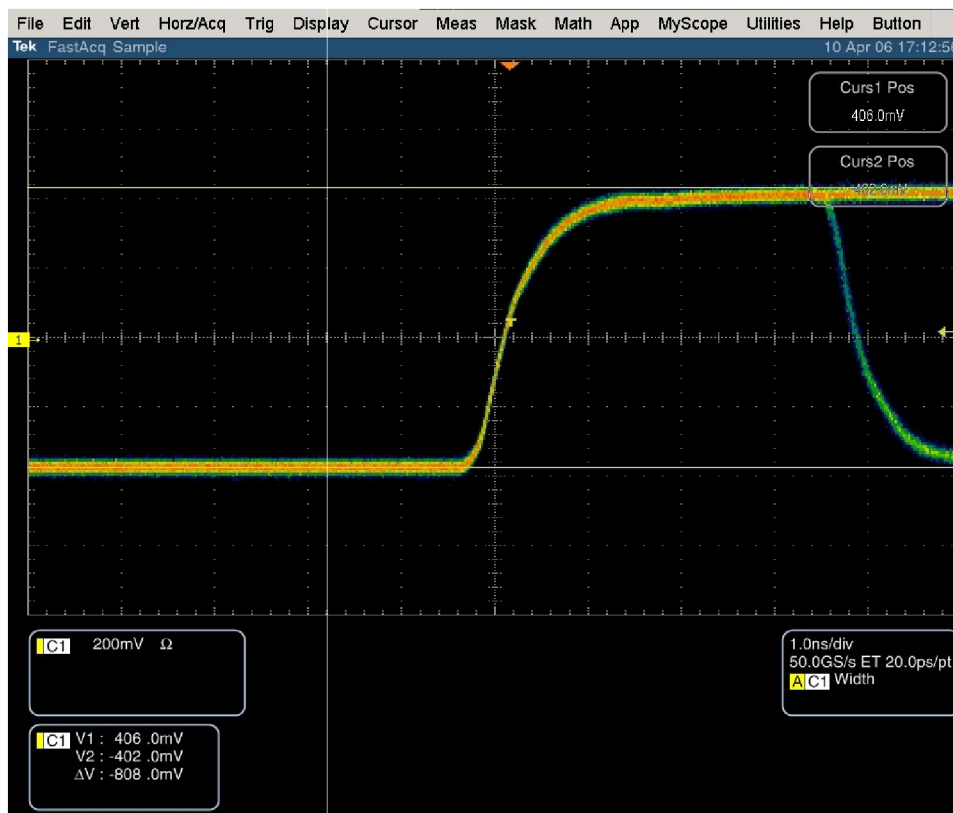 File Edit Vert Horz/Acq Trig Display Cursor Meas Mask Math App MyScope Utilities Help Button
Tek FastAcq Sample 10 Apr 06 17:12:56
Curs1 Pos
406.0mV
Curs2 Pos
1
C1 200mV Ω
1.0ns/div
50.0GS/s ET 20.0ps/pt
A C1 Width
C1 V1 : 406 .0mV
V2 : -402 .0mV
ΔV : -808 .0mV